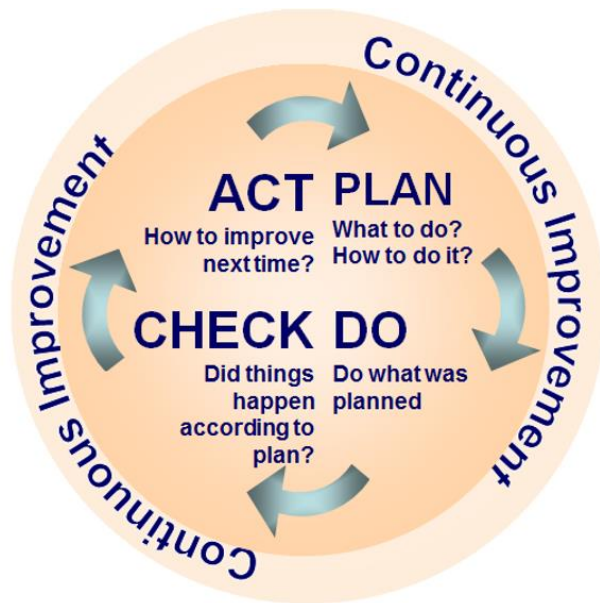 Continuous Improvement
ACT
How to improve
next time?
PLAN
What to do?
How to do it?
CHECK
Did things
happen
according to
plan?
DO
Do what was
planned
Continuous Improvement